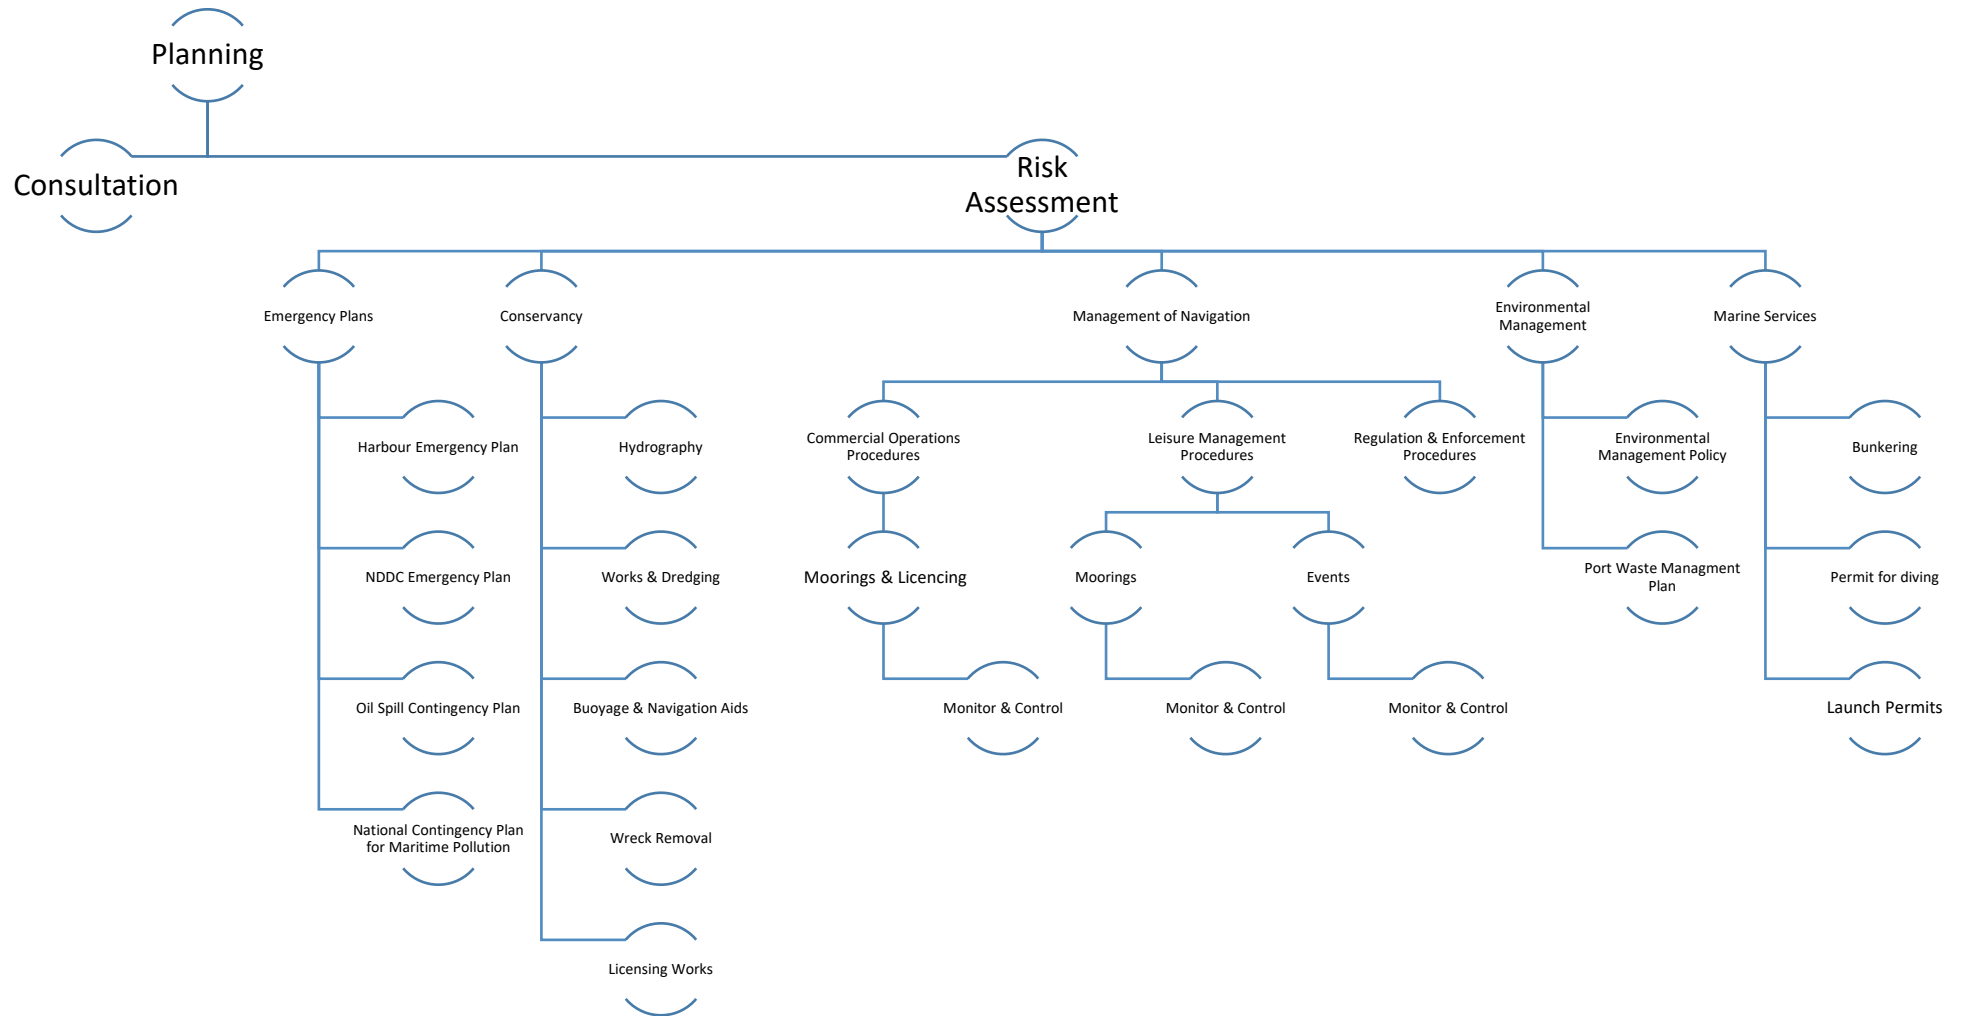 Planning
Consultation
Risk
Assessment
Emergency Plans
Conservancy
Management of Navigation
Environmental
Management
Marine Services
Harbour Emergency Plan
Hydrography
Commercial Operations
Procedures
Leisure Management
Procedures
Regulation & Enforcement
Procedures
Environmental
Management Policy
Bunkering
NDDC Emergency Plan
Works & Dredging
Moorings & Licencing
Moorings
Events
Port Waste Managment
Plan
Permit for diving
Oil Spill Contingency Plan
Buoyage & Navigation Aids
Monitor & Control
Monitor & Control
Monitor & Control
Launch Permits
National Contingency Plan
for Maritime Pollution
Wreck Removal
Licensing Works